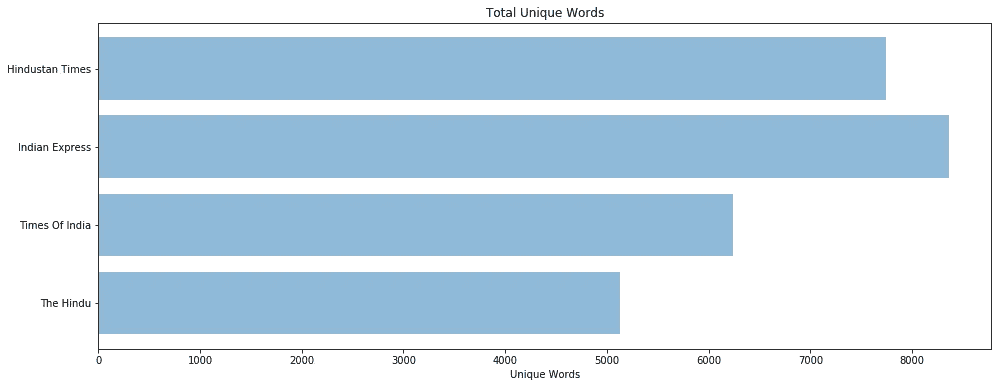 Total Unique Words
Hindustan Times
Indian Express
Times Of India
The Hindu
0 1000 2000 3000 4000 5000 6000 7000 8000
Unique Words